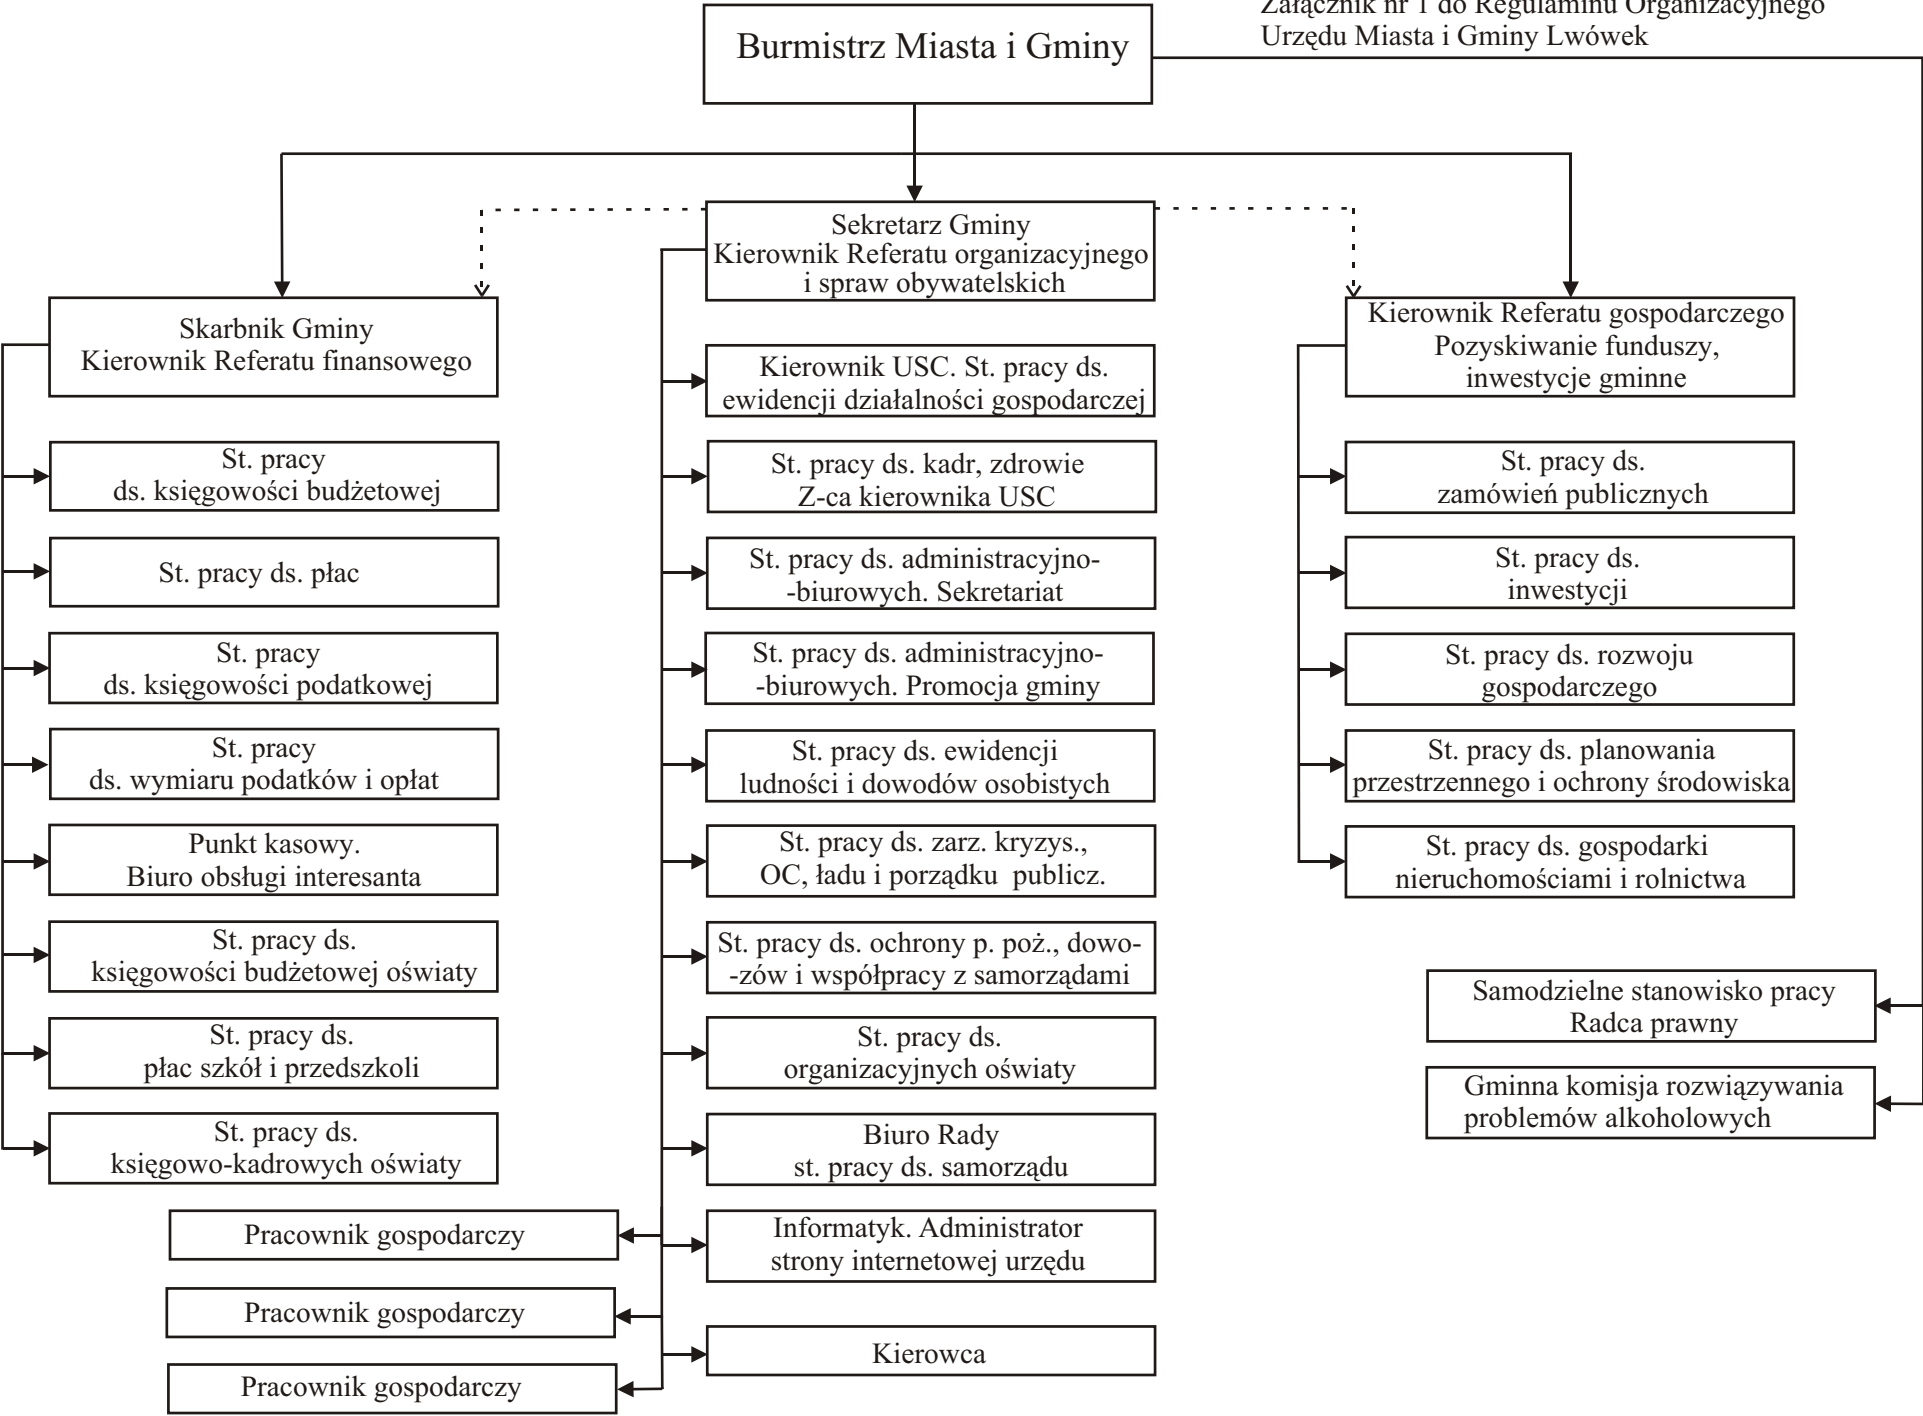 Załącznik nr 1 do Regulaminu Organizacyjnego
Urzędu Miasta i Gminy Lwówek
Burmistrz Miasta i Gminy
Sekretarz Gminy
Kierownik Referatu organizacyjnego
i spraw obywatelskich
Skarbnik Gminy
Kierownik Referatu finansowego
St. pracy
ds. księgowości budżetowej
St. pracy ds. płac
St. pracy
ds. księgowości podatkowej
St. pracy
ds. wymiaru podatków i opłat
Punkt kasowy.
Biuro obsługi interesanta
St. pracy ds.
księgowości budżetowej oświaty
St. pracy ds.
płac szkół i przedszkoli
St. pracy ds.
księgowo-kadrowych oświaty
Kierownik USC. St. pracy ds.
ewidencji działalności gospodarczej
St. pracy ds. kadr, zdrowie
Z-ca kierownika USC
St. pracy ds. administracyjno-
-biurowych. Sekretariat
St. pracy ds. administracyjno-
-biurowych. Promocja gminy
St. pracy ds. ewidencji
ludności i dowodów osobistych
St. pracy ds. zarz. kryzys.,
OC, ładu i porządku publicz.
St. pracy ds. ochrony p. poż., dowo-
-zów i współpracy z samorządami
St. pracy ds.
organizacyjnych oświaty
Biuro Rady
st. pracy ds. samorządu
Informatyk. Administrator
strony internetowej urzędu
Kierowca
Pracownik gospodarczy
Pracownik gospodarczy
Pracownik gospodarczy
Kierownik Referatu gospodarczego
Pozyskiwanie funduszy,
inwestycje gminne
St. pracy ds.
zamówień publicznych
St. pracy ds.
inwestycji
St. pracy ds. rozwoju
gospodarczego
St. pracy ds. planowania
przestrzennego i ochrony środowiska
St. pracy ds. gospodarki
nieruchomościami i rolnictwa
Samodzielne stanowisko pracy
Radca prawny
Gminna komisja rozwiązywania
problemów alkoholowych